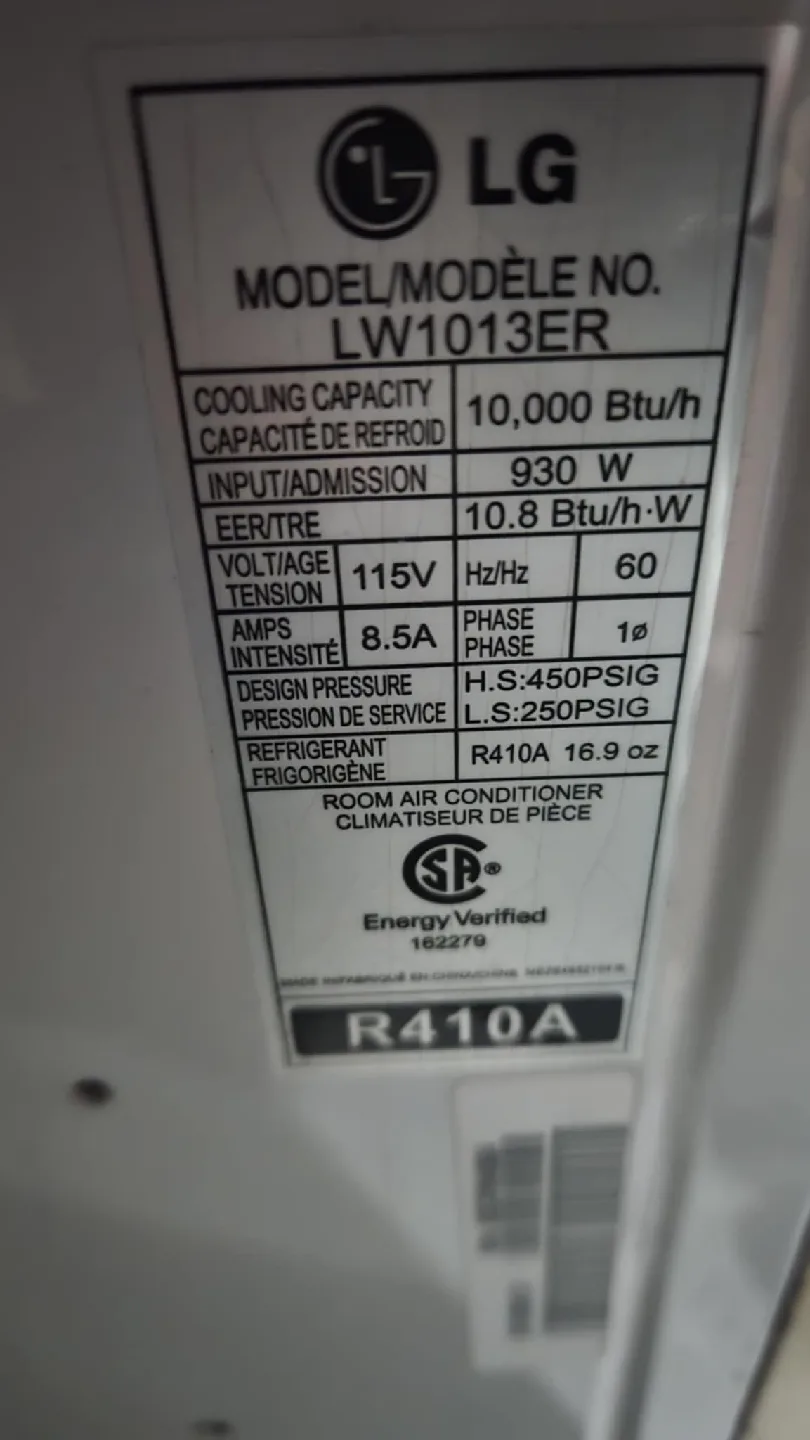 LG
MODEL/MODÈLE NO.
LW1013ER
COOLING CAPACITY
CAPACITÉ DE REFROID
10,000 Btu/h
INPUT/ADMISSION
930 W
EER/TRE
10.8 Btu/h·W
VOLT/AGE
TENSION
115V
Hz/Hz
60
AMPS
INTENSITÉ
8.5A
PHASE
PHASE
1ø
DESIGN PRESSURE
PRESSION DE SERVICE
H.S:450PSIG
L.S:250PSIG
REFRIGERANT
FRIGORIGÈNE
R410A 16.9 oz
ROOM AIR CONDITIONER
CLIMATISEUR DE PIÈCE
SA®
Energy Verified
162279
R410A